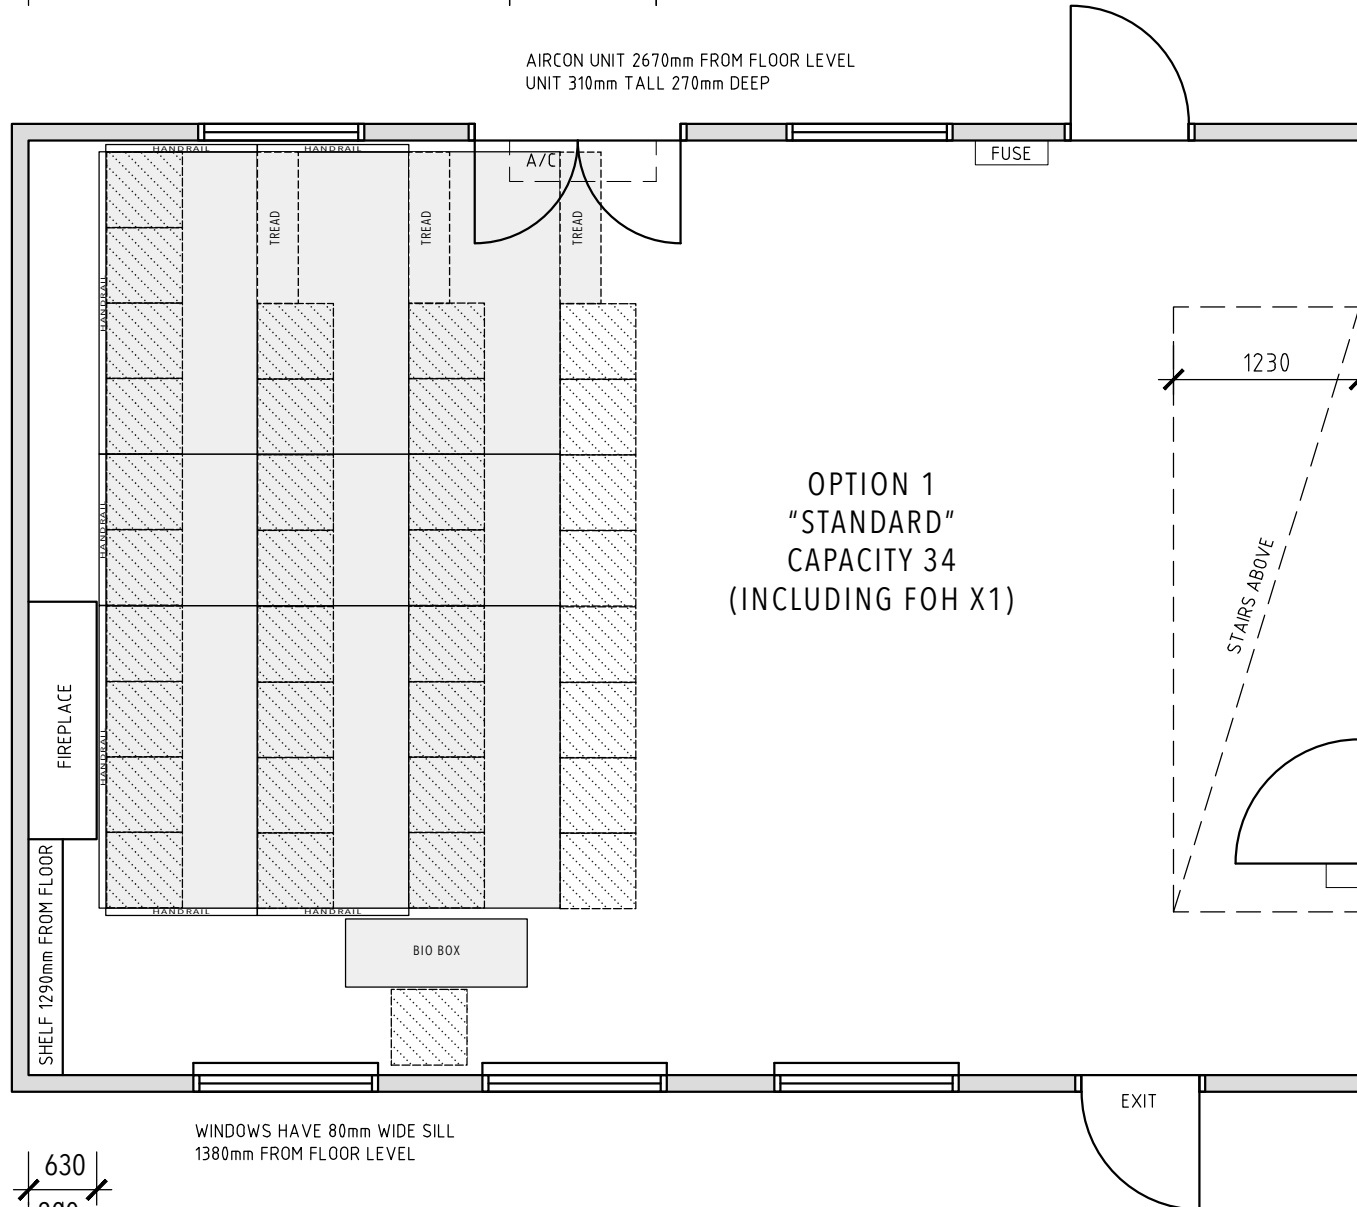 AIRCON UNIT 2670mm FROM FLOOR LEVEL
UNIT 310mm TALL 270mm DEEP
HANDRAIL
HANDRAIL
A/C
FUSE
TREAD
TREAD
TREAD
HANDRAIL
1230
OPTION 1
“STANDARD”
CAPACITY 34
(INCLUDING FOH X1)
HANDRAIL
STAIRS ABOVE
FIREPLACE
HANDRAIL
SHELF 1290mm FROM FLOOR
HANDRAIL
HANDRAIL
BIO BOX
EXIT
WINDOWS HAVE 80mm WIDE SILL
1380mm FROM FLOOR LEVEL
630